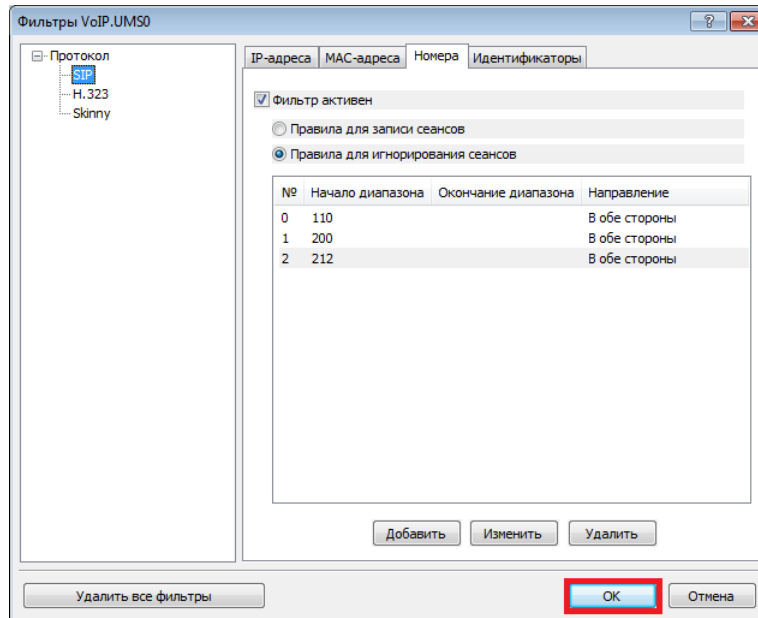 Фильтры VoIP.UMS0
Протокол
SIP
H.323
Skinny
IP-адреса MAC-адреса Номера Идентификаторы
Фильтр активен
Правила для записи сеансов
Правила для игнорирования сеансов
№ Начало диапазона Окончание диапазона Направление
0 110 В обе стороны
1 200 В обе стороны
2 212 В обе стороны
Добавить Изменить Удалить
Удалить все фильтры OK Отмена